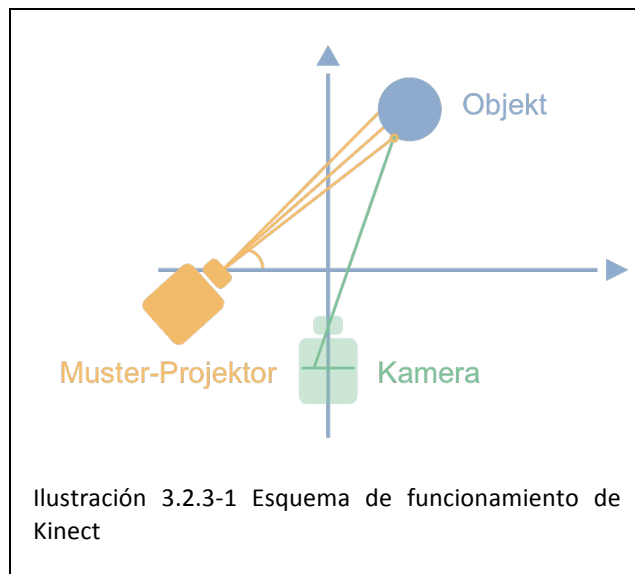 Objekt
Muster-Projektor
Kamera
Ilustración 3.2.3-1 Esquema de funcionamiento de
Kinect